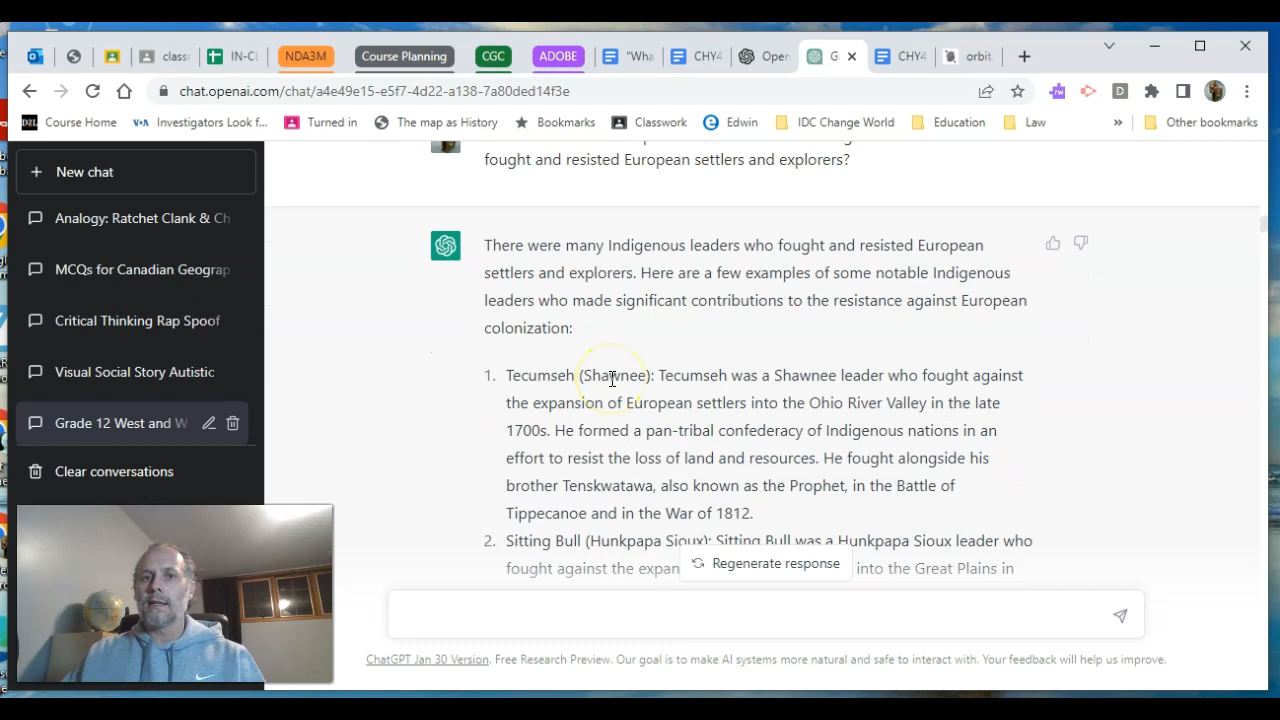 class
IN-CL
NDA3M
Course Planning
CGC
ADOBE
"Wha
CHY4
Open
G
CHY4
orbit
chat.openai.com/chat/a4e49e15-e5f7-4d22-a138-7a80ded14f3e
D2L Course Home
VOA Investigators Look f...
Turned in
The map as History
Bookmarks
Classwork
Edwin
IDC Change World
Education
Law
»
Other bookmarks
New chat
Analogy: Ratchet Clank & Ch
MCQs for Canadian Geograp
Critical Thinking Rap Spoof
Visual Social Story Autistic
Grade 12 West and W
Clear conversations
fought and resisted European settlers and explorers?
There were many Indigenous leaders who fought and resisted European
settlers and explorers. Here are a few examples of some notable Indigenous
leaders who made significant contributions to the resistance against European
colonization:
1. Tecumseh (Shawnee): Tecumseh was a Shawnee leader who fought against
the expansion of European settlers into the Ohio River Valley in the late
1700s. He formed a pan-tribal confederacy of Indigenous nations in an
effort to resist the loss of land and resources. He fought alongside his
brother Tenskwatawa, also known as the Prophet, in the Battle of
Tippecanoe and in the War of 1812.
2. Sitting Bull (Hunkpapa Sioux): Sitting Bull was a Hunkpapa Sioux leader who
fought against the expan into the Great Plains in
Regenerate response
ChatGPT Jan 30 Version. Free Research Preview. Our goal is to make AI systems more natural and safe to interact with. Your feedback will help us improve.